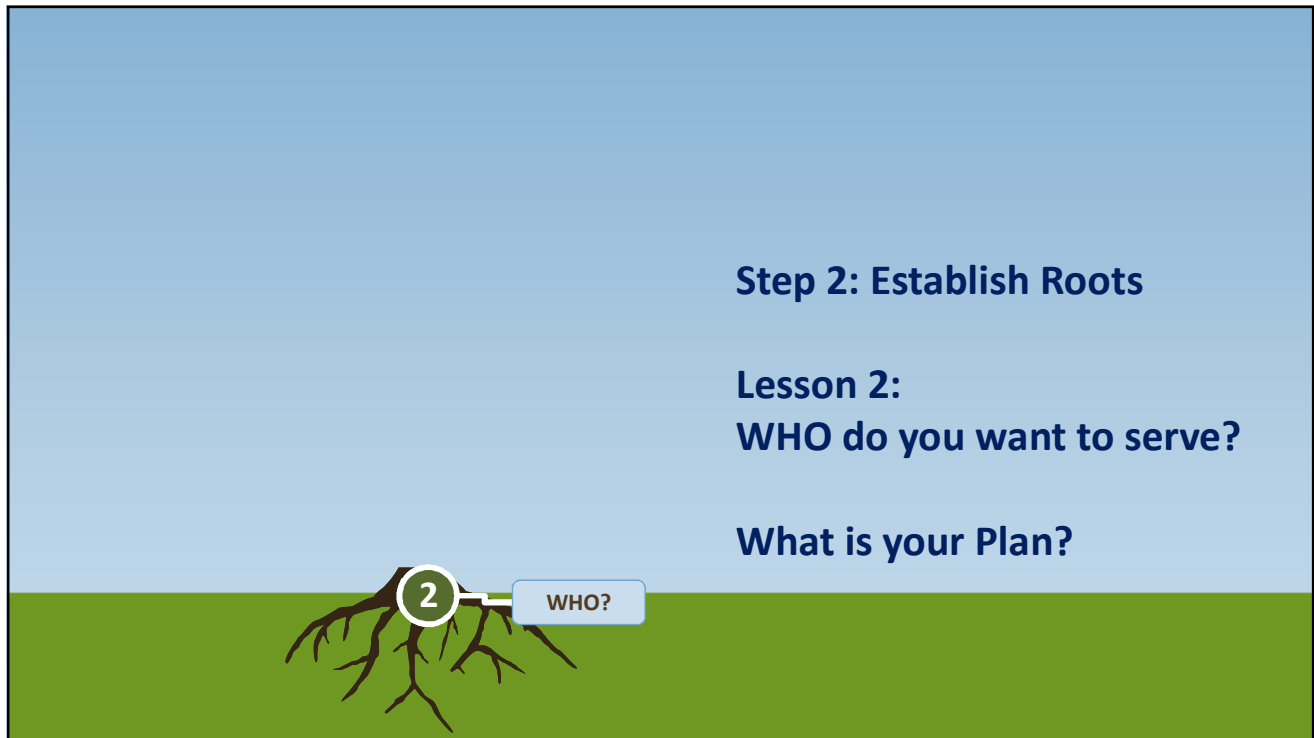 Step 2: Establish Roots
Lesson 2:
WHO do you want to serve?
What is your Plan?
2
WHO?